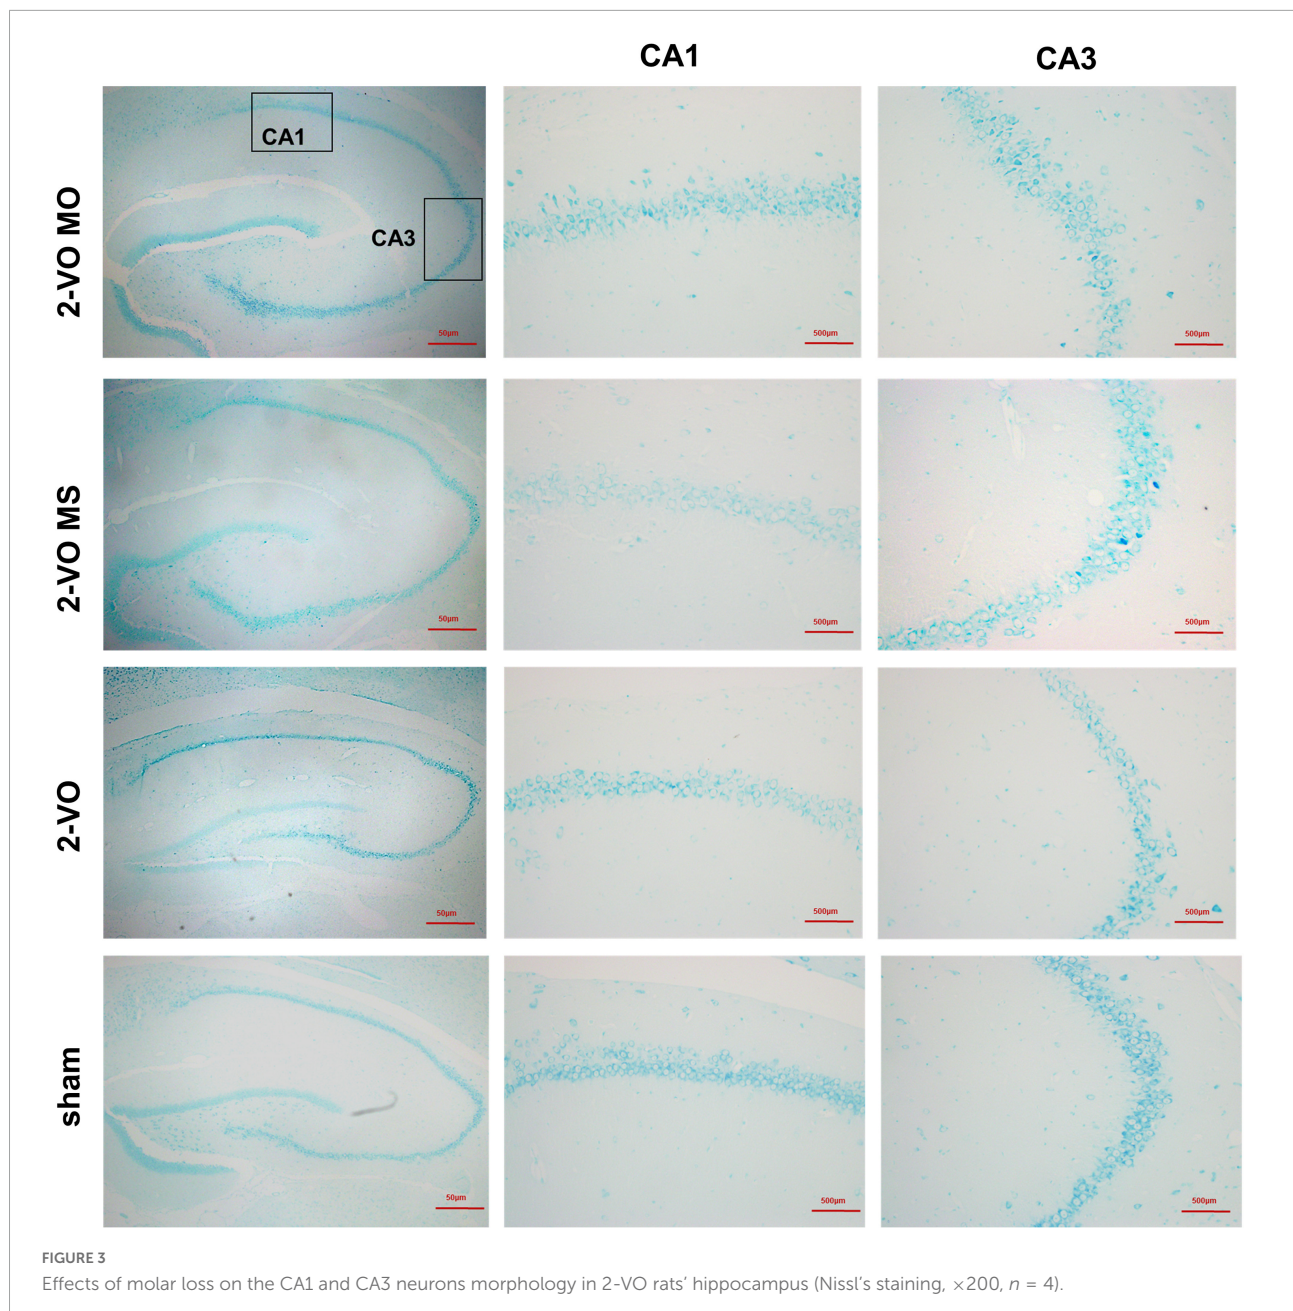 CA1
CA3
2-VO MO
CA1
CA3
50µm
500µm
500µm
2-VO MS
50µm
500µm
500µm
2-VO
50µm
500µm
500µm
sham
50µm
500µm
500µm
FIGURE 3
Effects of molar loss on the CA1 and CA3 neurons morphology in 2-VO rats’ hippocampus (Nissl’s staining, ×200, n = 4).